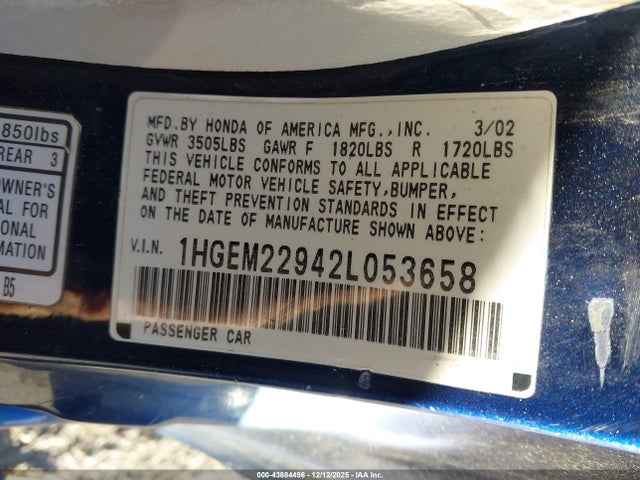 850lbs
REAR 3
OWNER'S
AL FOR
IONAL
RMATION
B5
MFD.BY HONDA OF AMERICA MFG.,INC. 3/02
GVWR 3505LBS GAWR F 1820LBS R 1720LBS
THIS VEHICLE CONFORMS TO ALL APPLICABLE
FEDERAL MOTOR VEHICLE SAFETY,BUMPER,
AND THEFT PREVENTION STANDARDS IN EFFECT
ON THE DATE OF MANUFACTURE SHOWN ABOVE:
V.I.N. 1HGEM22942L053658
PASSENGER CAR
000-43884496 - 12/12/2025 - IAA Inc.